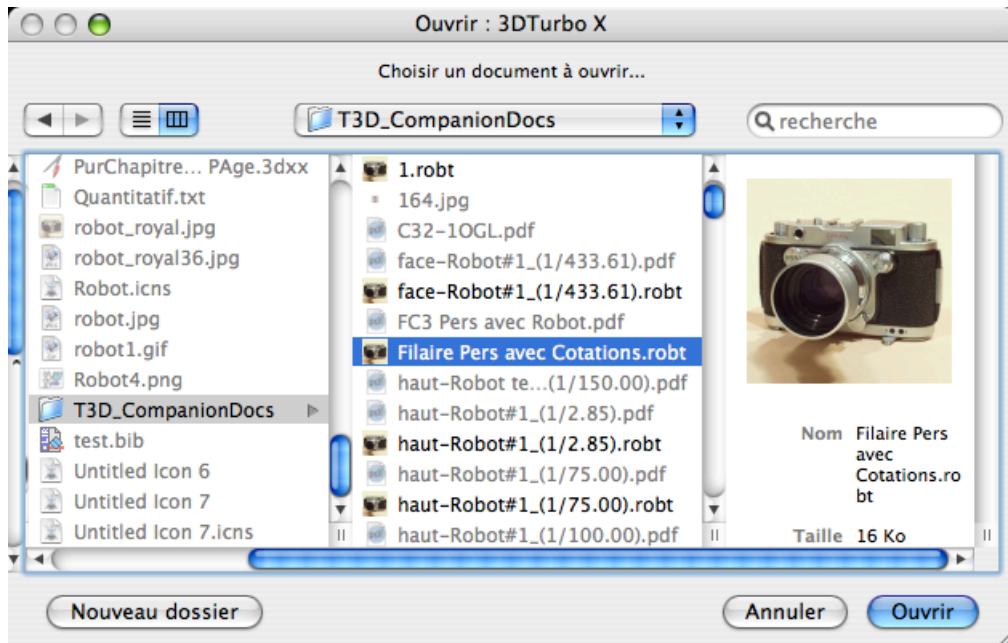 Ouvrir : 3DTurbo X
Choisir un document à ouvrir...
T3D_CompanionDocs
recherche
PurChapitre... PAge.3dxx
Quantitatif.txt
robot_royal.jpg
robot_royal36.jpg
Robot.icns
robot.jpg
robot1.gif
Robot4.png
T3D_CompanionDocs
test.bib
Untitled Icon 6
Untitled Icon 7
Untitled Icon 7.icns
1.robt
164.jpg
C32-1OGL.pdf
face-Robot#1_(1/433.61).pdf
face-Robot#1_(1/433.61).robt
FC3 Pers avec Robot.pdf
Filaire Pers avec Cotations.robt
haut-Robot te...(1/150.00).pdf
haut-Robot#1_(1/2.85).pdf
haut-Robot#1_(1/2.85).robt
haut-Robot#1_(1/75.00).pdf
haut-Robot#1_(1/75.00).robt
haut-Robot#1_(1/100.00).pdf
Nom Filaire Pers
avec
Cotations.ro
bt
Taille 16 Ko
Nouveau dossier
Annuler
Ouvrir